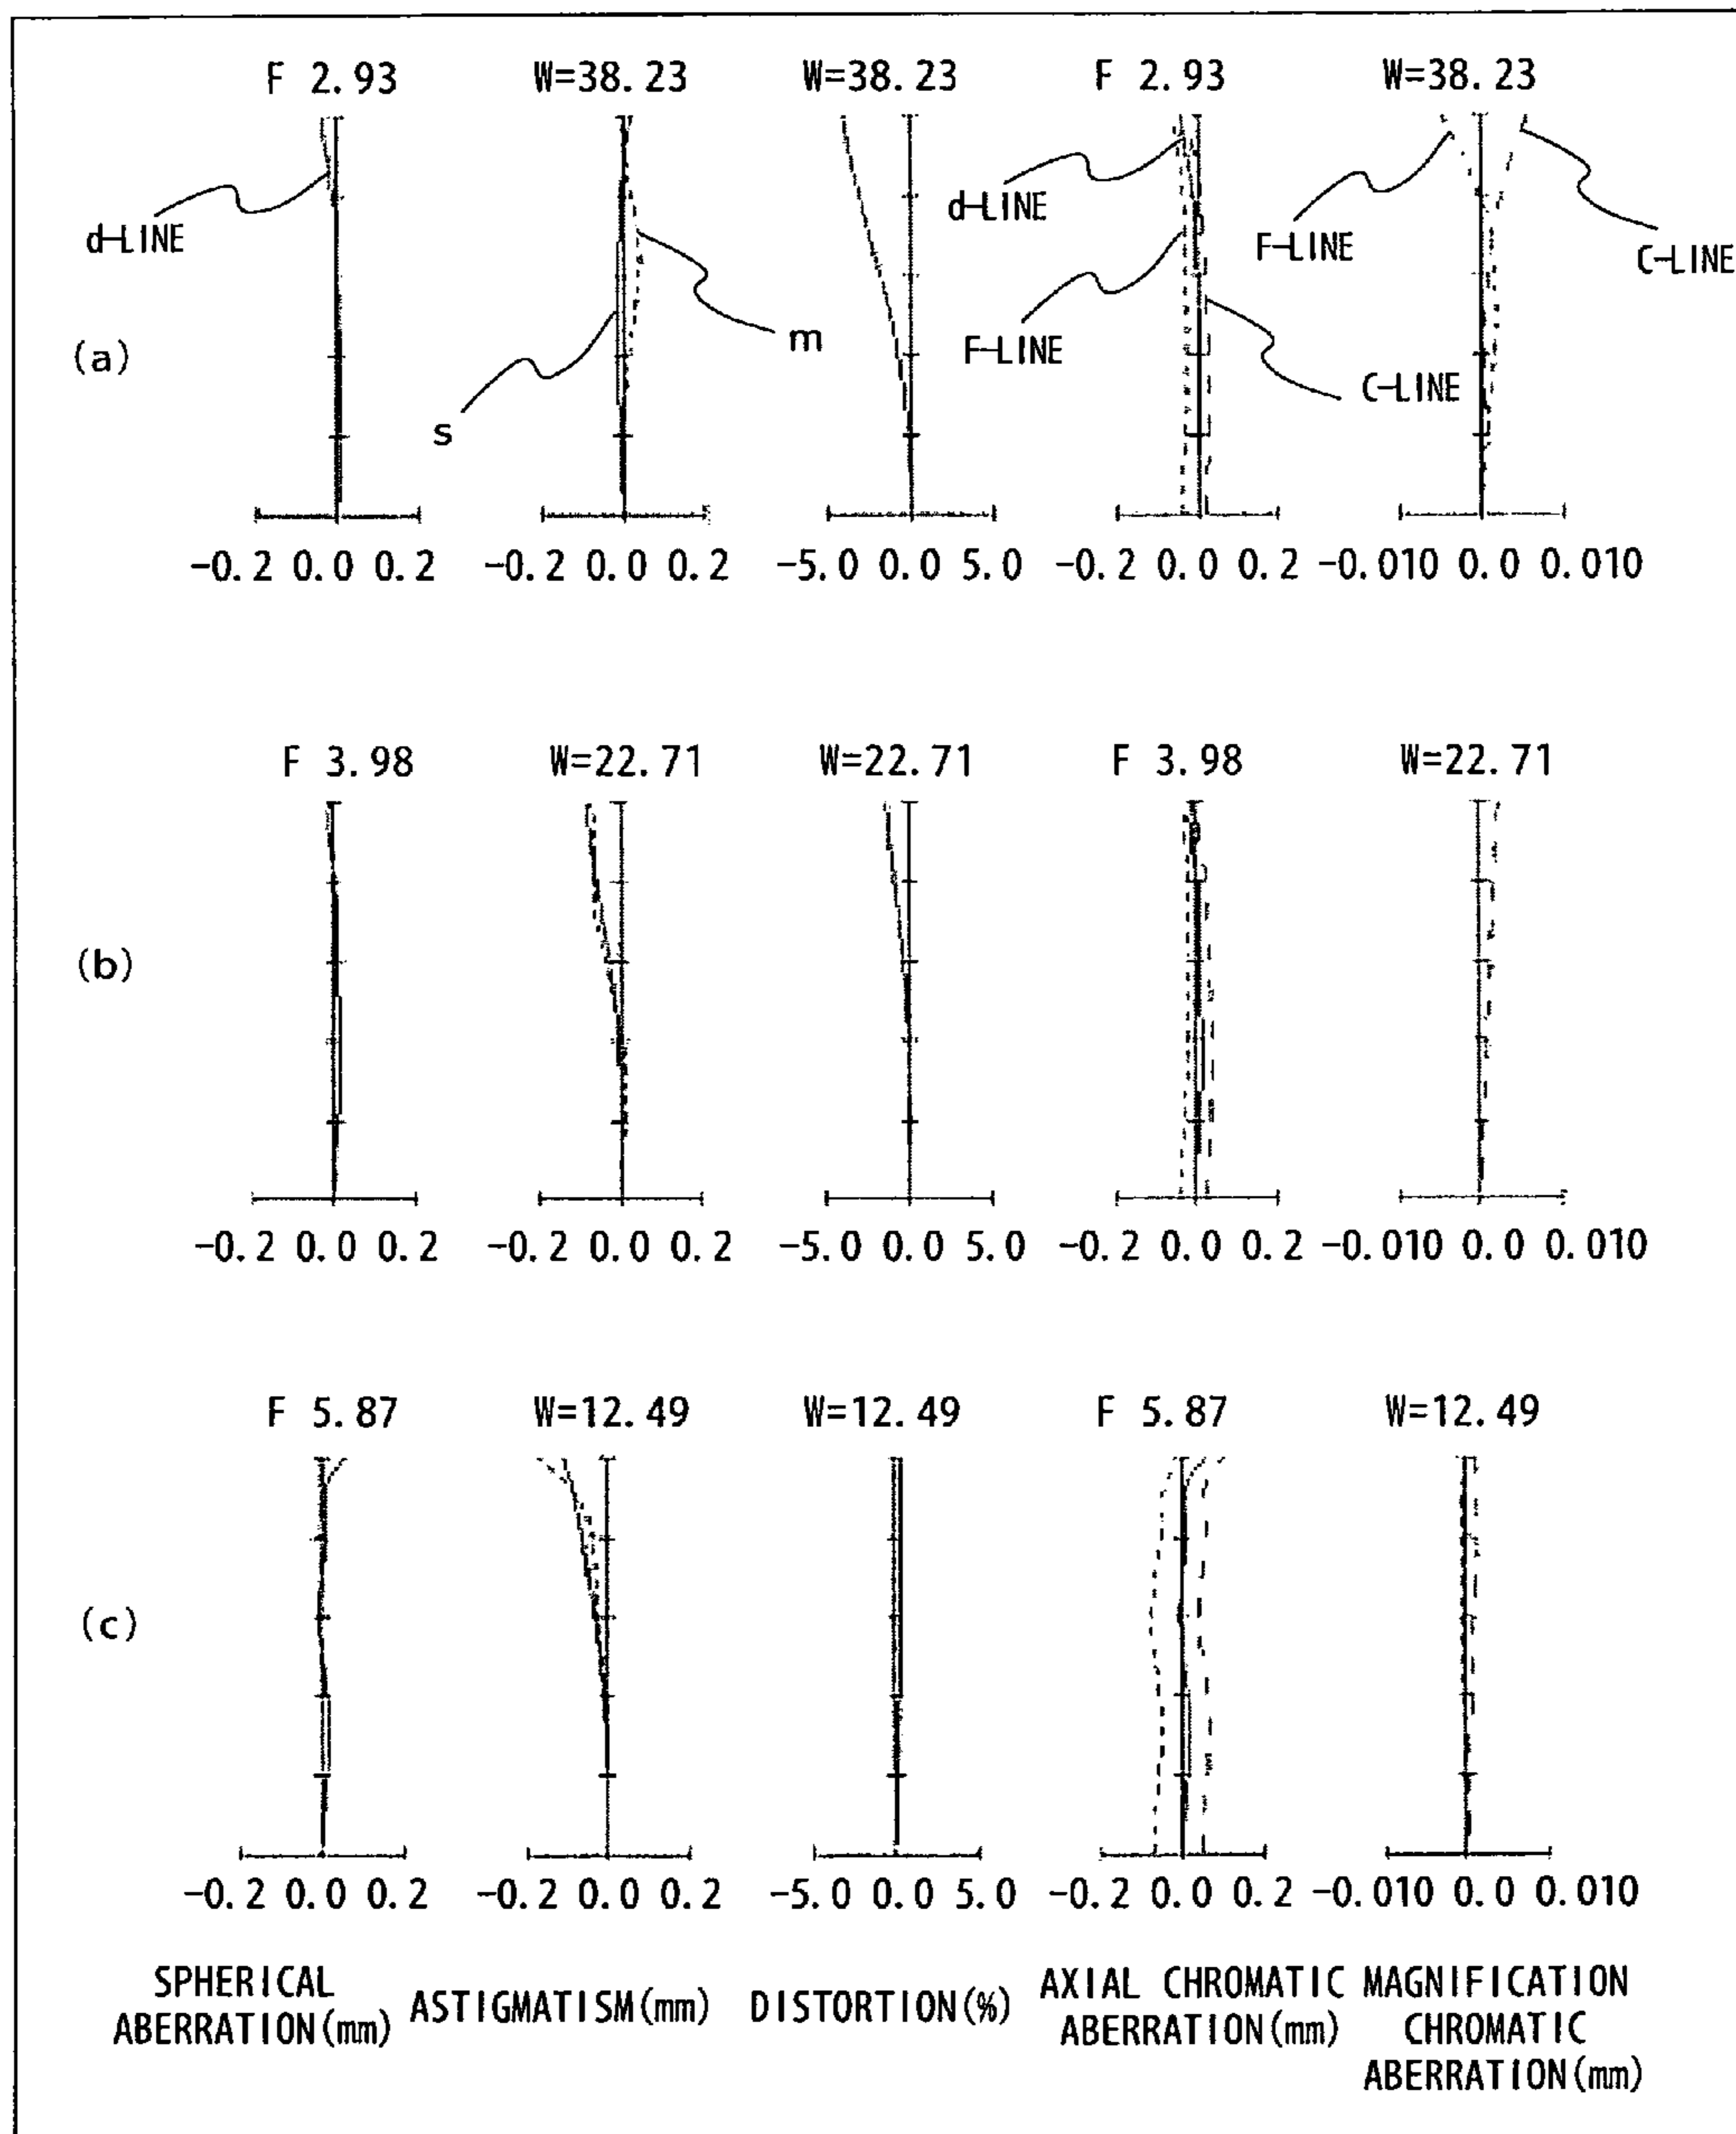 F 2.93 W=38.23 W=38.23 F 2.93 W=38.23
d-LINE s m d-LINE F-LINE C-LINE F-LINE C-LINE
(a)
-0.2 0.0 0.2 -0.2 0.0 0.2 -5.0 0.0 5.0 -0.2 0.0 0.2 -0.010 0.0 0.010
F 3.98 W=22.71 W=22.71 F 3.98 W=22.71
(b)
-0.2 0.0 0.2 -0.2 0.0 0.2 -5.0 0.0 5.0 -0.2 0.0 0.2 -0.010 0.0 0.010
F 5.87 W=12.49 W=12.49 F 5.87 W=12.49
(c)
-0.2 0.0 0.2 -0.2 0.0 0.2 -5.0 0.0 5.0 -0.2 0.0 0.2 -0.010 0.0 0.010
SPHERICAL
ABERRATION(mm)
ASTIGMATISM(mm)
DISTORTION(%)
AXIAL CHROMATIC
ABERRATION(mm)
MAGNIFICATION
CHROMATIC
ABERRATION(mm)